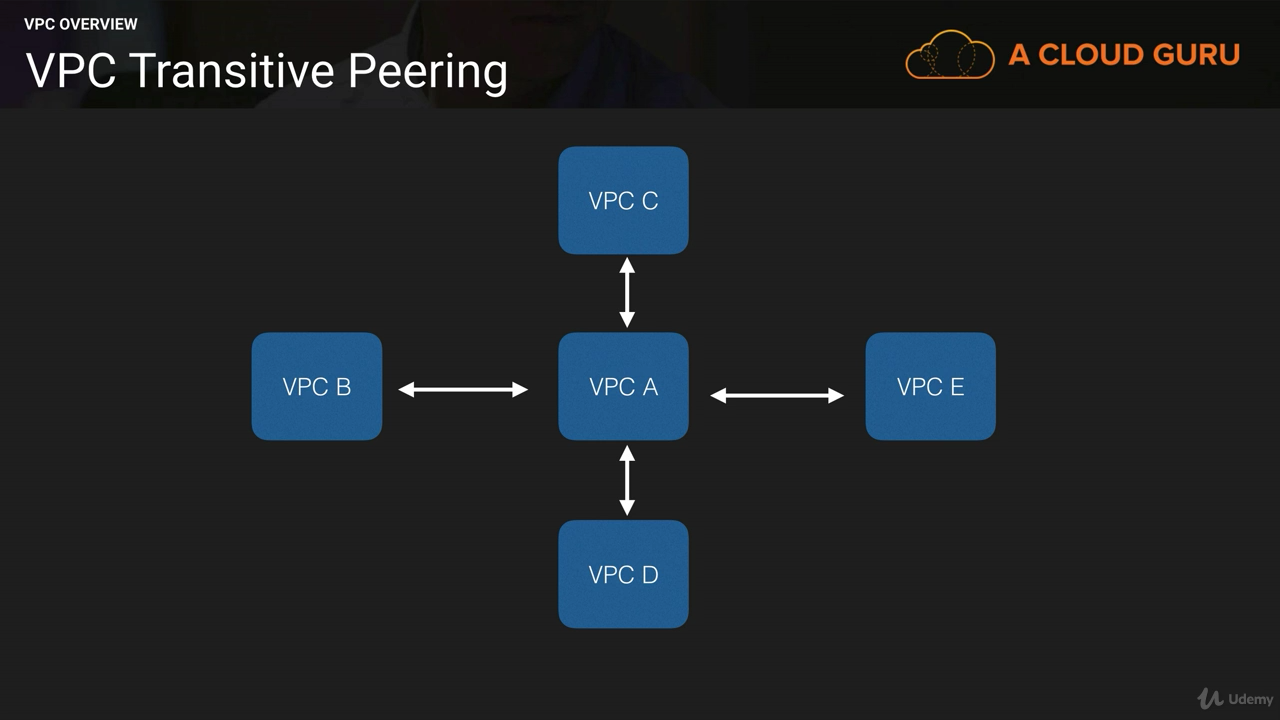 VPC OVERVIEW
VPC Transitive Peering
A CLOUD GURU
VPC C
VPC B
VPC A
VPC E
VPC D
Udemy